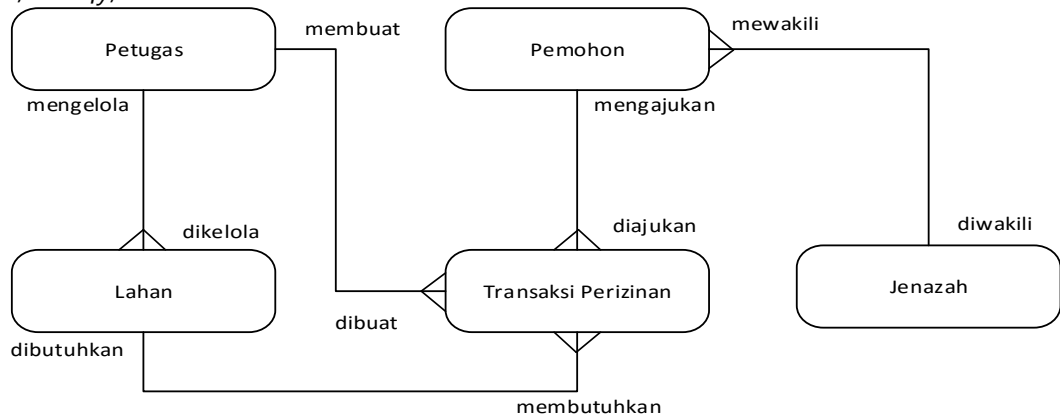 Petugas
membuat
Pemohon
mewakili
mengelola
mengajukan
dikelola
diajukan
diwakili
Lahan
Transaksi Perizinan
Jenazah
dibuat
dibutuhkan
membutuhkan